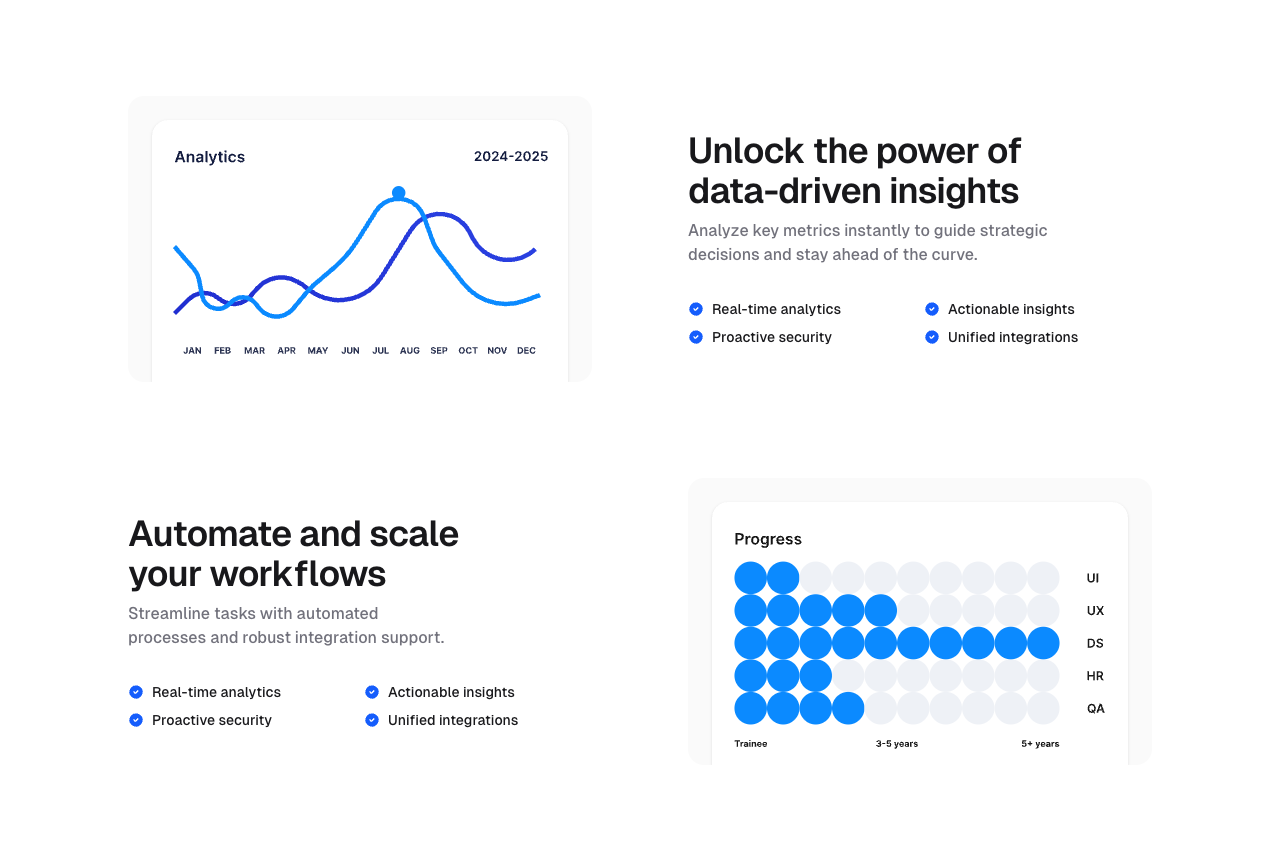 Analytics
2024-2025
JAN FEB MAR APR MAY JUN JUL AUG SEP OCT NOV DEC
Unlock the power of
data-driven insights
Analyze key metrics instantly to guide strategic
decisions and stay ahead of the curve.
Real-time analytics
Actionable insights
Proactive security
Unified integrations
Automate and scale
your workflows
Streamline tasks with automated
processes and robust integration support.
Real-time analytics
Actionable insights
Proactive security
Unified integrations
Progress
UI
UX
DS
HR
QA
Trainee 3-5 years 5+ years